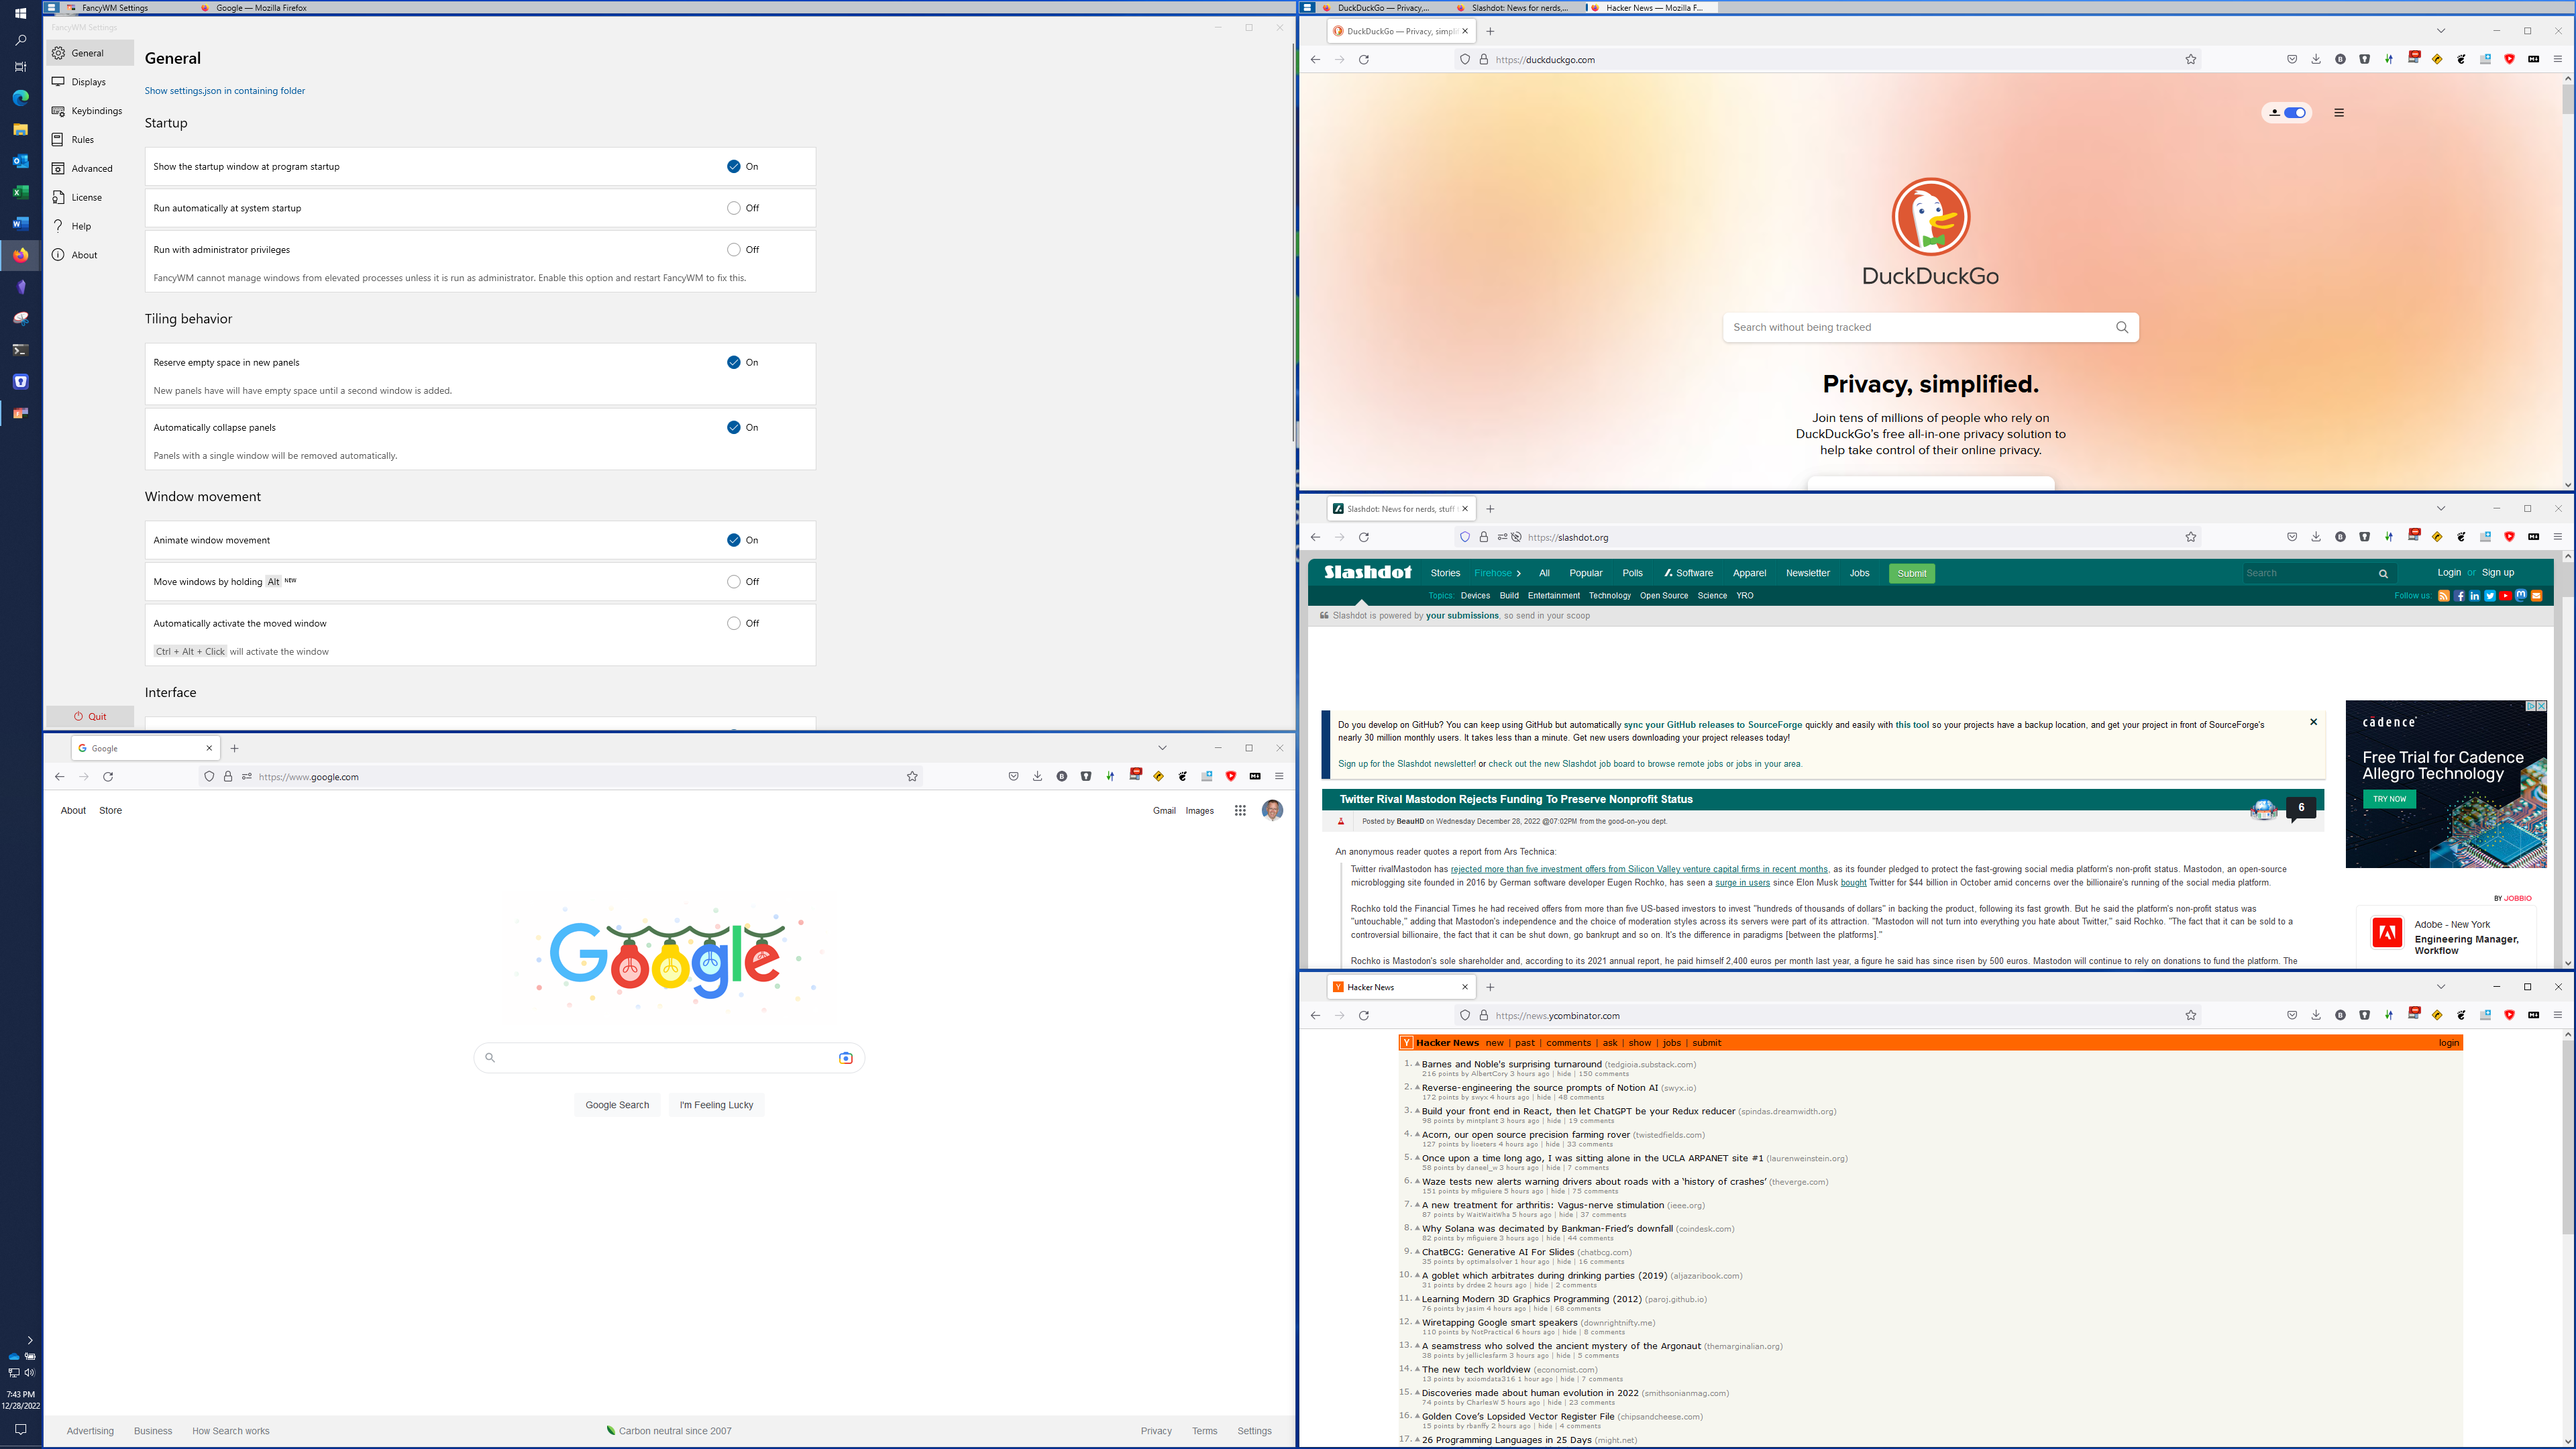 FancyWM Settings
Google — Mozilla Firefox
FancyWM Settings
General
Displays
Keybindings
Rules
Advanced
License
Help
About
Quit
General
Show settings.json in containing folder
Startup
Show the startup window at program startup
On
Run automatically at system startup
Off
Run with administrator privileges
Off
FancyWM cannot manage windows from elevated processes unless it is run as administrator. Enable this option and restart FancyWM to fix this.
Tiling behavior
Reserve empty space in new panels
On
New panels have will have empty space until a second window is added.
Automatically collapse panels
On
Panels with a single window will be removed automatically.
Window movement
Animate window movement
On
Move windows by holding Alt NEW
Off
Automatically activate the moved window
Off
Ctrl + Alt + Click will activate the window
Interface
Google
https://www.google.com
About Store
Gmail Images
Google
Google Search
I'm Feeling Lucky
Advertising Business How Search works
Carbon neutral since 2007
Privacy Terms Settings
7:43 PM
12/28/2022
DuckDuckGo — Privacy,...
Slashdot: News for nerds,...
Hacker News — Mozilla F...
DuckDuckGo — Privacy, simple
https://duckduckgo.com
DuckDuckGo
Search without being tracked
Privacy, simplified.
Join tens of millions of people who rely on
DuckDuckGo's free all-in-one privacy solution to
help take control of their online privacy.
Slashdot: News for nerds, stuff
https://slashdot.org
Slashdot
Stories Firehose > All Popular Polls Software Apparel Newsletter Jobs Submit
Search
Login or Sign up
Topics: Devices Build Entertainment Technology Open Source Science YRO
Follow us:
Slashdot is powered by your submissions, so send in your scoop
Do you develop on GitHub? You can keep using GitHub but automatically sync your GitHub releases to SourceForge quickly and easily with this tool so your projects have a backup location, and get your project in front of SourceForge's
nearly 30 million monthly users. It takes less than a minute. Get new users downloading your project releases today!
Sign up for the Slashdot newsletter! or check out the new Slashdot job board to browse remote jobs or jobs in your area.
Twitter Rival Mastodon Rejects Funding To Preserve Nonprofit Status
6
Posted by BeauHD on Wednesday December 28, 2022 @07:02PM from the good-on-you dept.
An anonymous reader quotes a report from Ars Technica:
Twitter rivalMastodon has rejected more than five investment offers from Silicon Valley venture capital firms in recent months, as its founder pledged to protect the fast-growing social media platform's non-profit status. Mastodon, an open-source
microblogging site founded in 2016 by German software developer Eugen Rochko, has seen a surge in users since Elon Musk bought Twitter for $44 billion in October amid concerns over the billionaire's running of the social media platform.
Rochko told the Financial Times he had received offers from more than five US-based investors to invest "hundreds of thousands of dollars" in backing the product, following its fast growth. But he said the platform's non-profit status was
"untouchable," adding that Mastodon's independence and the choice of moderation styles across its servers were part of its attraction. "Mastodon will not turn into everything you hate about Twitter," said Rochko. "The fact that it can be sold to a
controversial billionaire, the fact that it can be shut down, go bankrupt and so on. It's the difference in paradigms [between the platforms]."
Rochko is Mastodon's sole shareholder and, according to its 2021 annual report, he paid himself 2,400 euros per month last year, a figure he said has since risen by 500 euros. Mastodon will continue to rely on donations to fund the platform. The
cādence
Free Trial for Cadence
Allegro Technology
TRY NOW
BY JOBBIO
Adobe - New York
Engineering Manager,
Workflow
Hacker News
https://news.ycombinator.com
Y Hacker News new | past | comments | ask | show | jobs | submit
login
1. Barnes and Noble's surprising turnaround (tedgioia.substack.com)
216 points by AlbertCory 3 hours ago | hide | 150 comments
2. Reverse-engineering the source prompts of Notion AI (swyx.io)
172 points by swyx 4 hours ago | hide | 48 comments
3. Build your front end in React, then let ChatGPT be your Redux reducer (spindas.dreamwidth.org)
98 points by mintplant 3 hours ago | hide | 19 comments
4. Acorn, our open source precision farming rover (twistedfields.com)
127 points by lioeters 4 hours ago | hide | 33 comments
5. Once upon a time long ago, I was sitting alone in the UCLA ARPANET site #1 (laurenweinstein.org)
58 points by daneel_w 3 hours ago | hide | 7 comments
6. Waze tests new alerts warning drivers about roads with a ‘history of crashes’ (theverge.com)
151 points by mfiguiere 5 hours ago | hide | 75 comments
7. A new treatment for arthritis: Vagus-nerve stimulation (ieee.org)
87 points by WaitWaitWha 5 hours ago | hide | 37 comments
8. Why Solana was decimated by Bankman-Fried’s downfall (coindesk.com)
82 points by mfiguiere 3 hours ago | hide | 44 comments
9. ChatBCG: Generative AI For Slides (chatbcg.com)
35 points by optimalsolver 1 hour ago | hide | 16 comments
10. A goblet which arbitrates during drinking parties (2019) (aljazaribook.com)
31 points by drdee 2 hours ago | hide | 2 comments
11. Learning Modern 3D Graphics Programming (2012) (paroj.github.io)
76 points by jasim 4 hours ago | hide | 68 comments
12. Wiretapping Google smart speakers (downrightnifty.me)
110 points by NotPractical 6 hours ago | hide | 8 comments
13. A seamstress who solved the ancient mystery of the Argonaut (themarginalian.org)
38 points by jelliclesfarm 3 hours ago | hide | 5 comments
14. The new tech worldview (economist.com)
13 points by axiomdata316 1 hour ago | hide | 7 comments
15. Discoveries made about human evolution in 2022 (smithsonianmag.com)
74 points by CharlesW 5 hours ago | hide | 23 comments
16. Golden Cove’s Lopsided Vector Register File (chipsandcheese.com)
15 points by rbanffy 2 hours ago | hide | 4 comments
17. 26 Programming Languages in 25 Days (might.net)